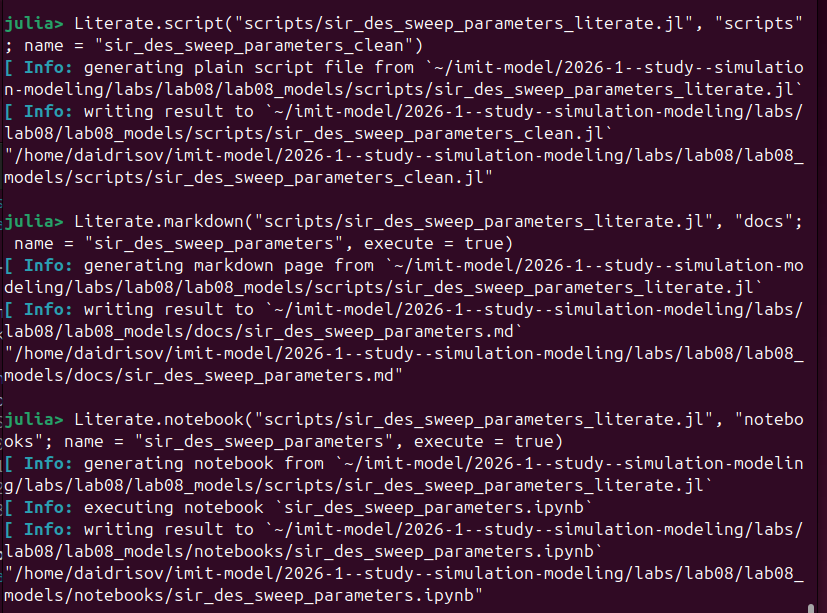 julia> Literate.script("scripts/sir_des_sweep_parameters_literate.jl", "scripts"
; name = "sir_des_sweep_parameters_clean")
[ Info: generating plain script file from `~/imit-model/2026-1--study--simulatio
n-modeling/labs/lab08/lab08_models/scripts/sir_des_sweep_parameters_literate.jl`
[ Info: writing result to `~/imit-model/2026-1--study--simulation-modeling/labs/
lab08/lab08_models/scripts/sir_des_sweep_parameters_clean.jl`
"/home/daidrisov/imit-model/2026-1--study--simulation-modeling/labs/lab08/lab08_
models/scripts/sir_des_sweep_parameters_clean.jl"
julia> Literate.markdown("scripts/sir_des_sweep_parameters_literate.jl", "docs";
 name = "sir_des_sweep_parameters", execute = true)
[ Info: generating markdown page from `~/imit-model/2026-1--study--simulation-mo
deling/labs/lab08/lab08_models/scripts/sir_des_sweep_parameters_literate.jl`
[ Info: writing result to `~/imit-model/2026-1--study--simulation-modeling/labs/
lab08/lab08_models/docs/sir_des_sweep_parameters.md`
"/home/daidrisov/imit-model/2026-1--study--simulation-modeling/labs/lab08/lab08_
models/docs/sir_des_sweep_parameters.md"
julia> Literate.notebook("scripts/sir_des_sweep_parameters_literate.jl", "notebo
oks"; name = "sir_des_sweep_parameters", execute = true)
[ Info: generating notebook from `~/imit-model/2026-1--study--simulation-modelin
g/labs/lab08/lab08_models/scripts/sir_des_sweep_parameters_literate.jl`
[ Info: executing notebook `sir_des_sweep_parameters.ipynb`
[ Info: writing result to `~/imit-model/2026-1--study--simulation-modeling/labs/
lab08/lab08_models/notebooks/sir_des_sweep_parameters.ipynb`
"/home/daidrisov/imit-model/2026-1--study--simulation-modeling/labs/lab08/lab08_
models/notebooks/sir_des_sweep_parameters.ipynb"